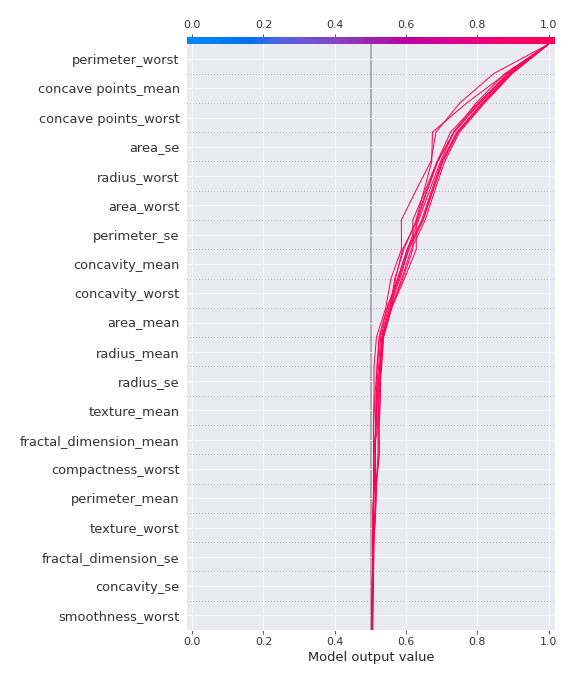 0.0 0.2 0.4 0.6 0.8 1.0
perimeter_worst
concave points_mean
concave points_worst
area_se
radius_worst
area_worst
perimeter_se
concavity_mean
concavity_worst
area_mean
radius_mean
radius_se
texture_mean
fractal_dimension_mean
compactness_worst
perimeter_mean
texture_worst
fractal_dimension_se
concavity_se
smoothness_worst
0.0 0.2 0.4 0.6 0.8 1.0
Model output value